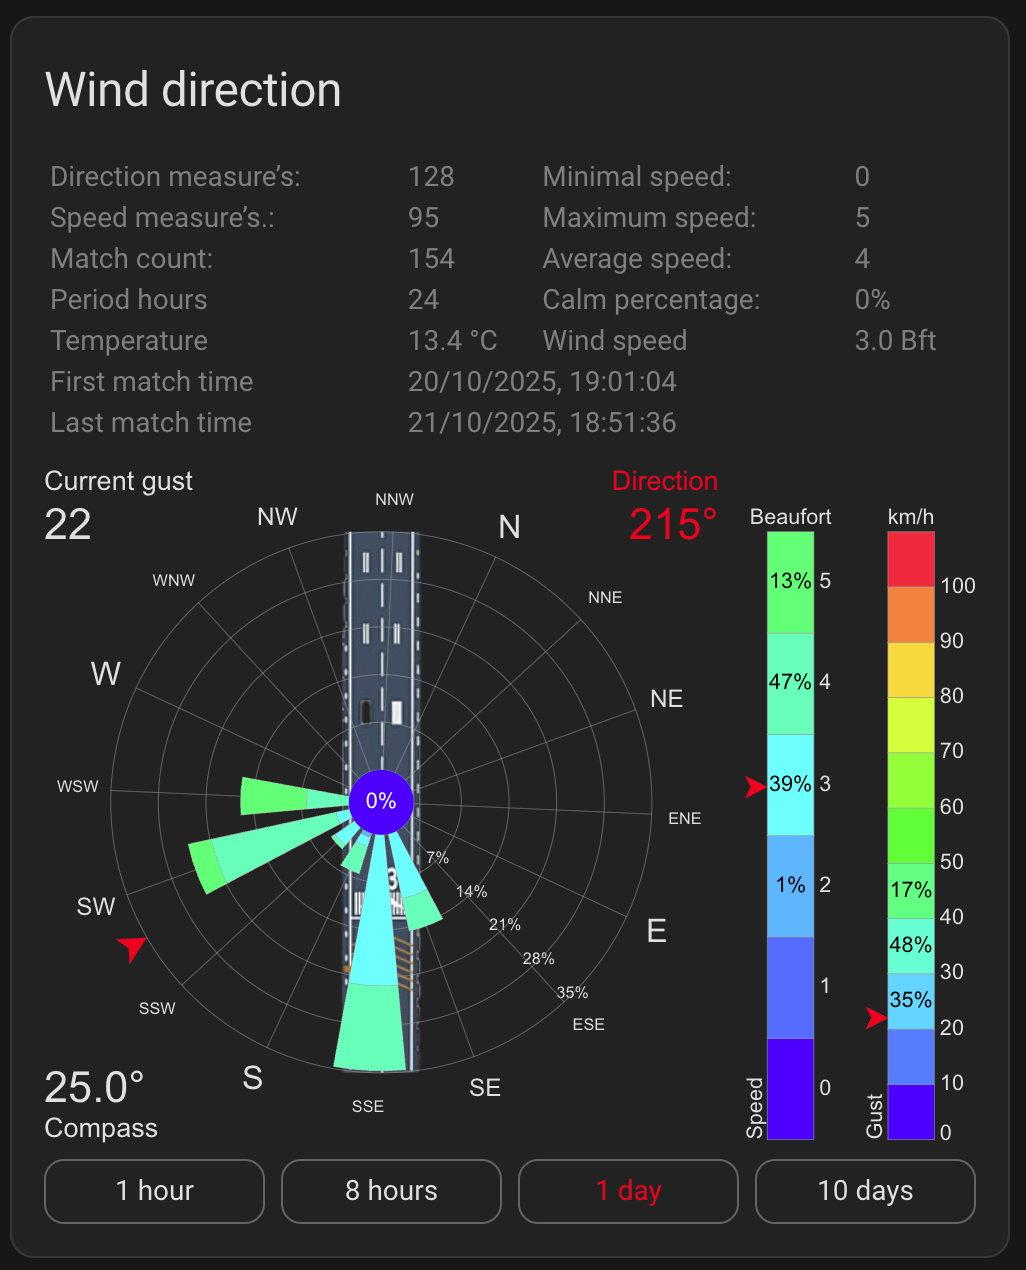 Wind direction
Direction measure’s: 128 Minimal speed: 0
Speed measure’s.: 95 Maximum speed: 5
Match count: 154 Average speed: 4
Period hours 24 Calm percentage: 0%
Temperature 13.4 °C Wind speed 3.0 Bft
First match time 20/10/2025, 19:01:04
Last match time 21/10/2025, 18:51:36
Current gust
22
Direction
215°
NNW
NW
N
WNW
NNE
W
NE
WSW
ENE
SW
E
SSW
ESE
S
SE
SSE
0%
7%
14%
21%
28%
35%
3
25.0°
Compass
Beaufort
13% 5
47% 4
39% 3
1% 2
1
0
Speed
km/h
100
90
80
70
60
50
17%
40
48%
30
35%
20
10
0
Gust
1 hour 8 hours 1 day 10 days